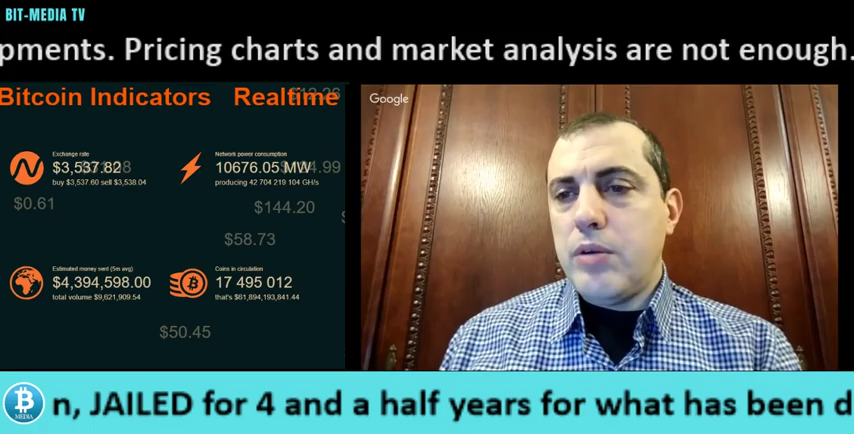 BIT-MEDIA TV
pments. Pricing charts and market analysis are not enough.
Bitcoin Indicators Realtime
Google
Exchange rate
$3,537.82
buy $3,537.60 sell $3,538.04
Network power consumption
10676.05 MW
producing 42 704 219 104 GH/s
$0.61
$144.20
$58.73
Estimated money sent (5m avg)
$4,394,598.00
total volume $9,621,909.54
Coins in circulation
17 495 012
that's $61,894,193,841.44
$50.45
B
MEDIA
n, JAILED for 4 and a half years for what has been d